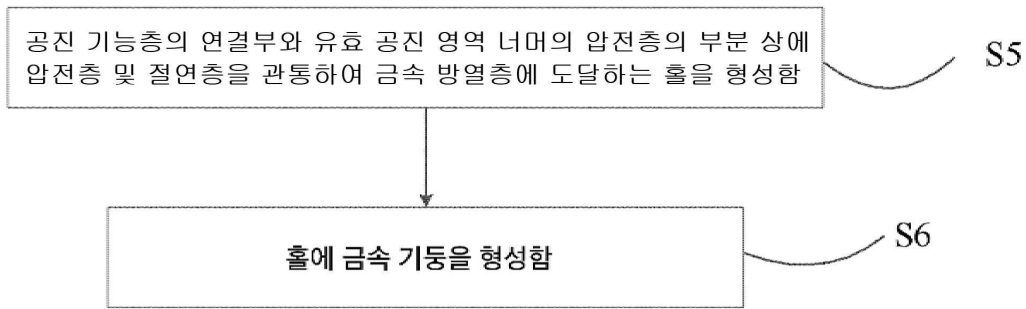 공진 기능층의 연결부와 유효 공진 영역 너머의 압전층의 부분 상에
압전층 및 절연층을 관통하여 금속 방열층에 도달하는 홀을 형성함
S5
홀에 금속 기둥을 형성함
S6